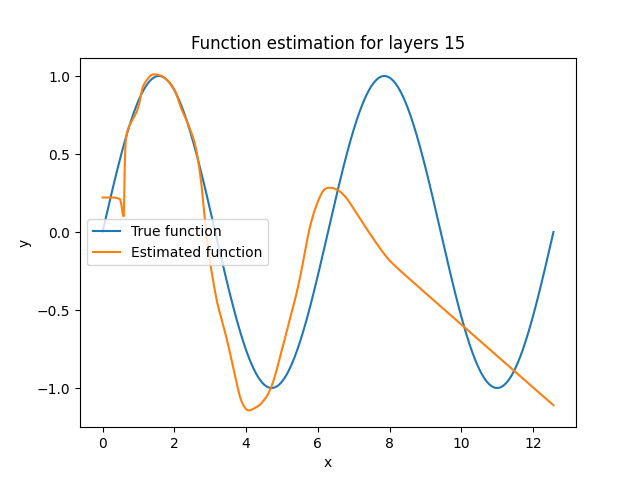 Function estimation for layers 15
1.0
0.5
0.0
−0.5
−1.0
y
True function
Estimated function
0
2
4
6
8
10
12
x